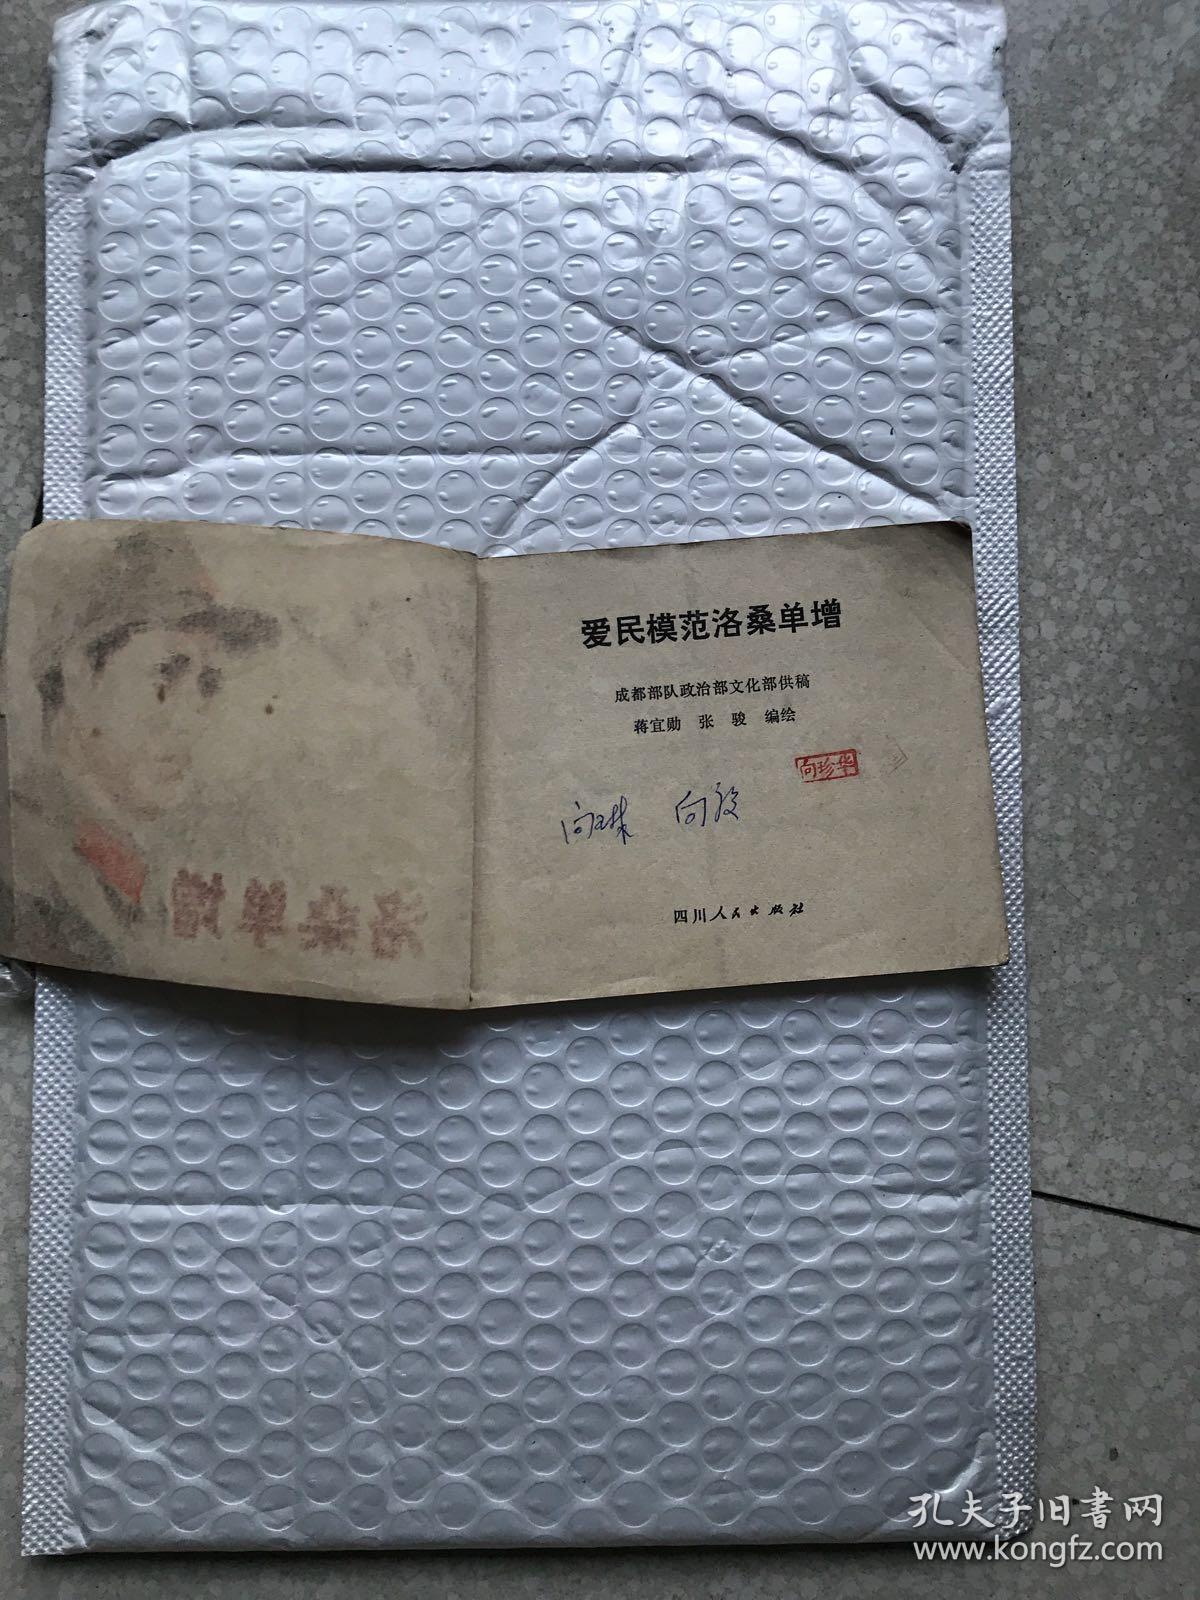 洛桑单增
爱民模范洛桑单增
成都部队政治部文化部供稿
蒋宜勋 张 骏 编绘
向珍华
四川人民出版社
孔夫子旧书网
www.kongfz.com